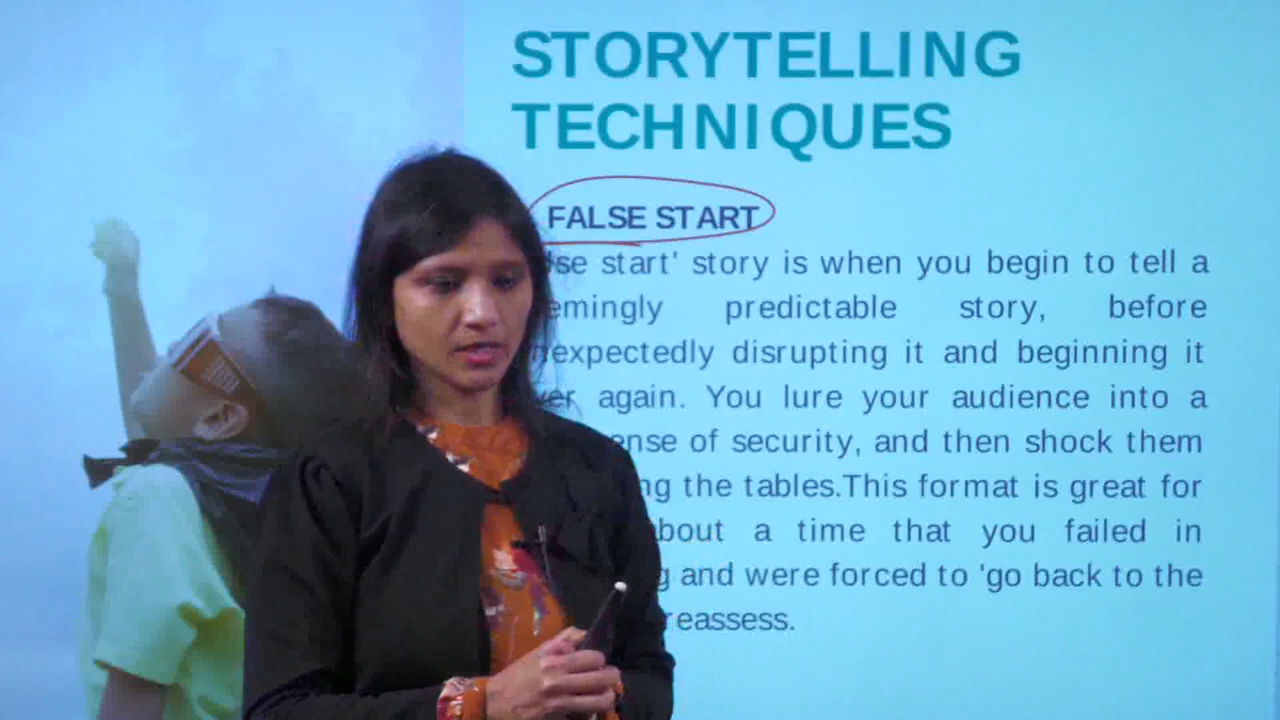 STORYTELLING
TECHNIQUES
FALSE START
start' story is when you begin to tell a
predictable story, before
disrupting it and beginning it
again. You lure your audience into a
of security, and then shock them
the tables.This format is great for
a time that you failed in
and were forced to 'go back to the
reassess.